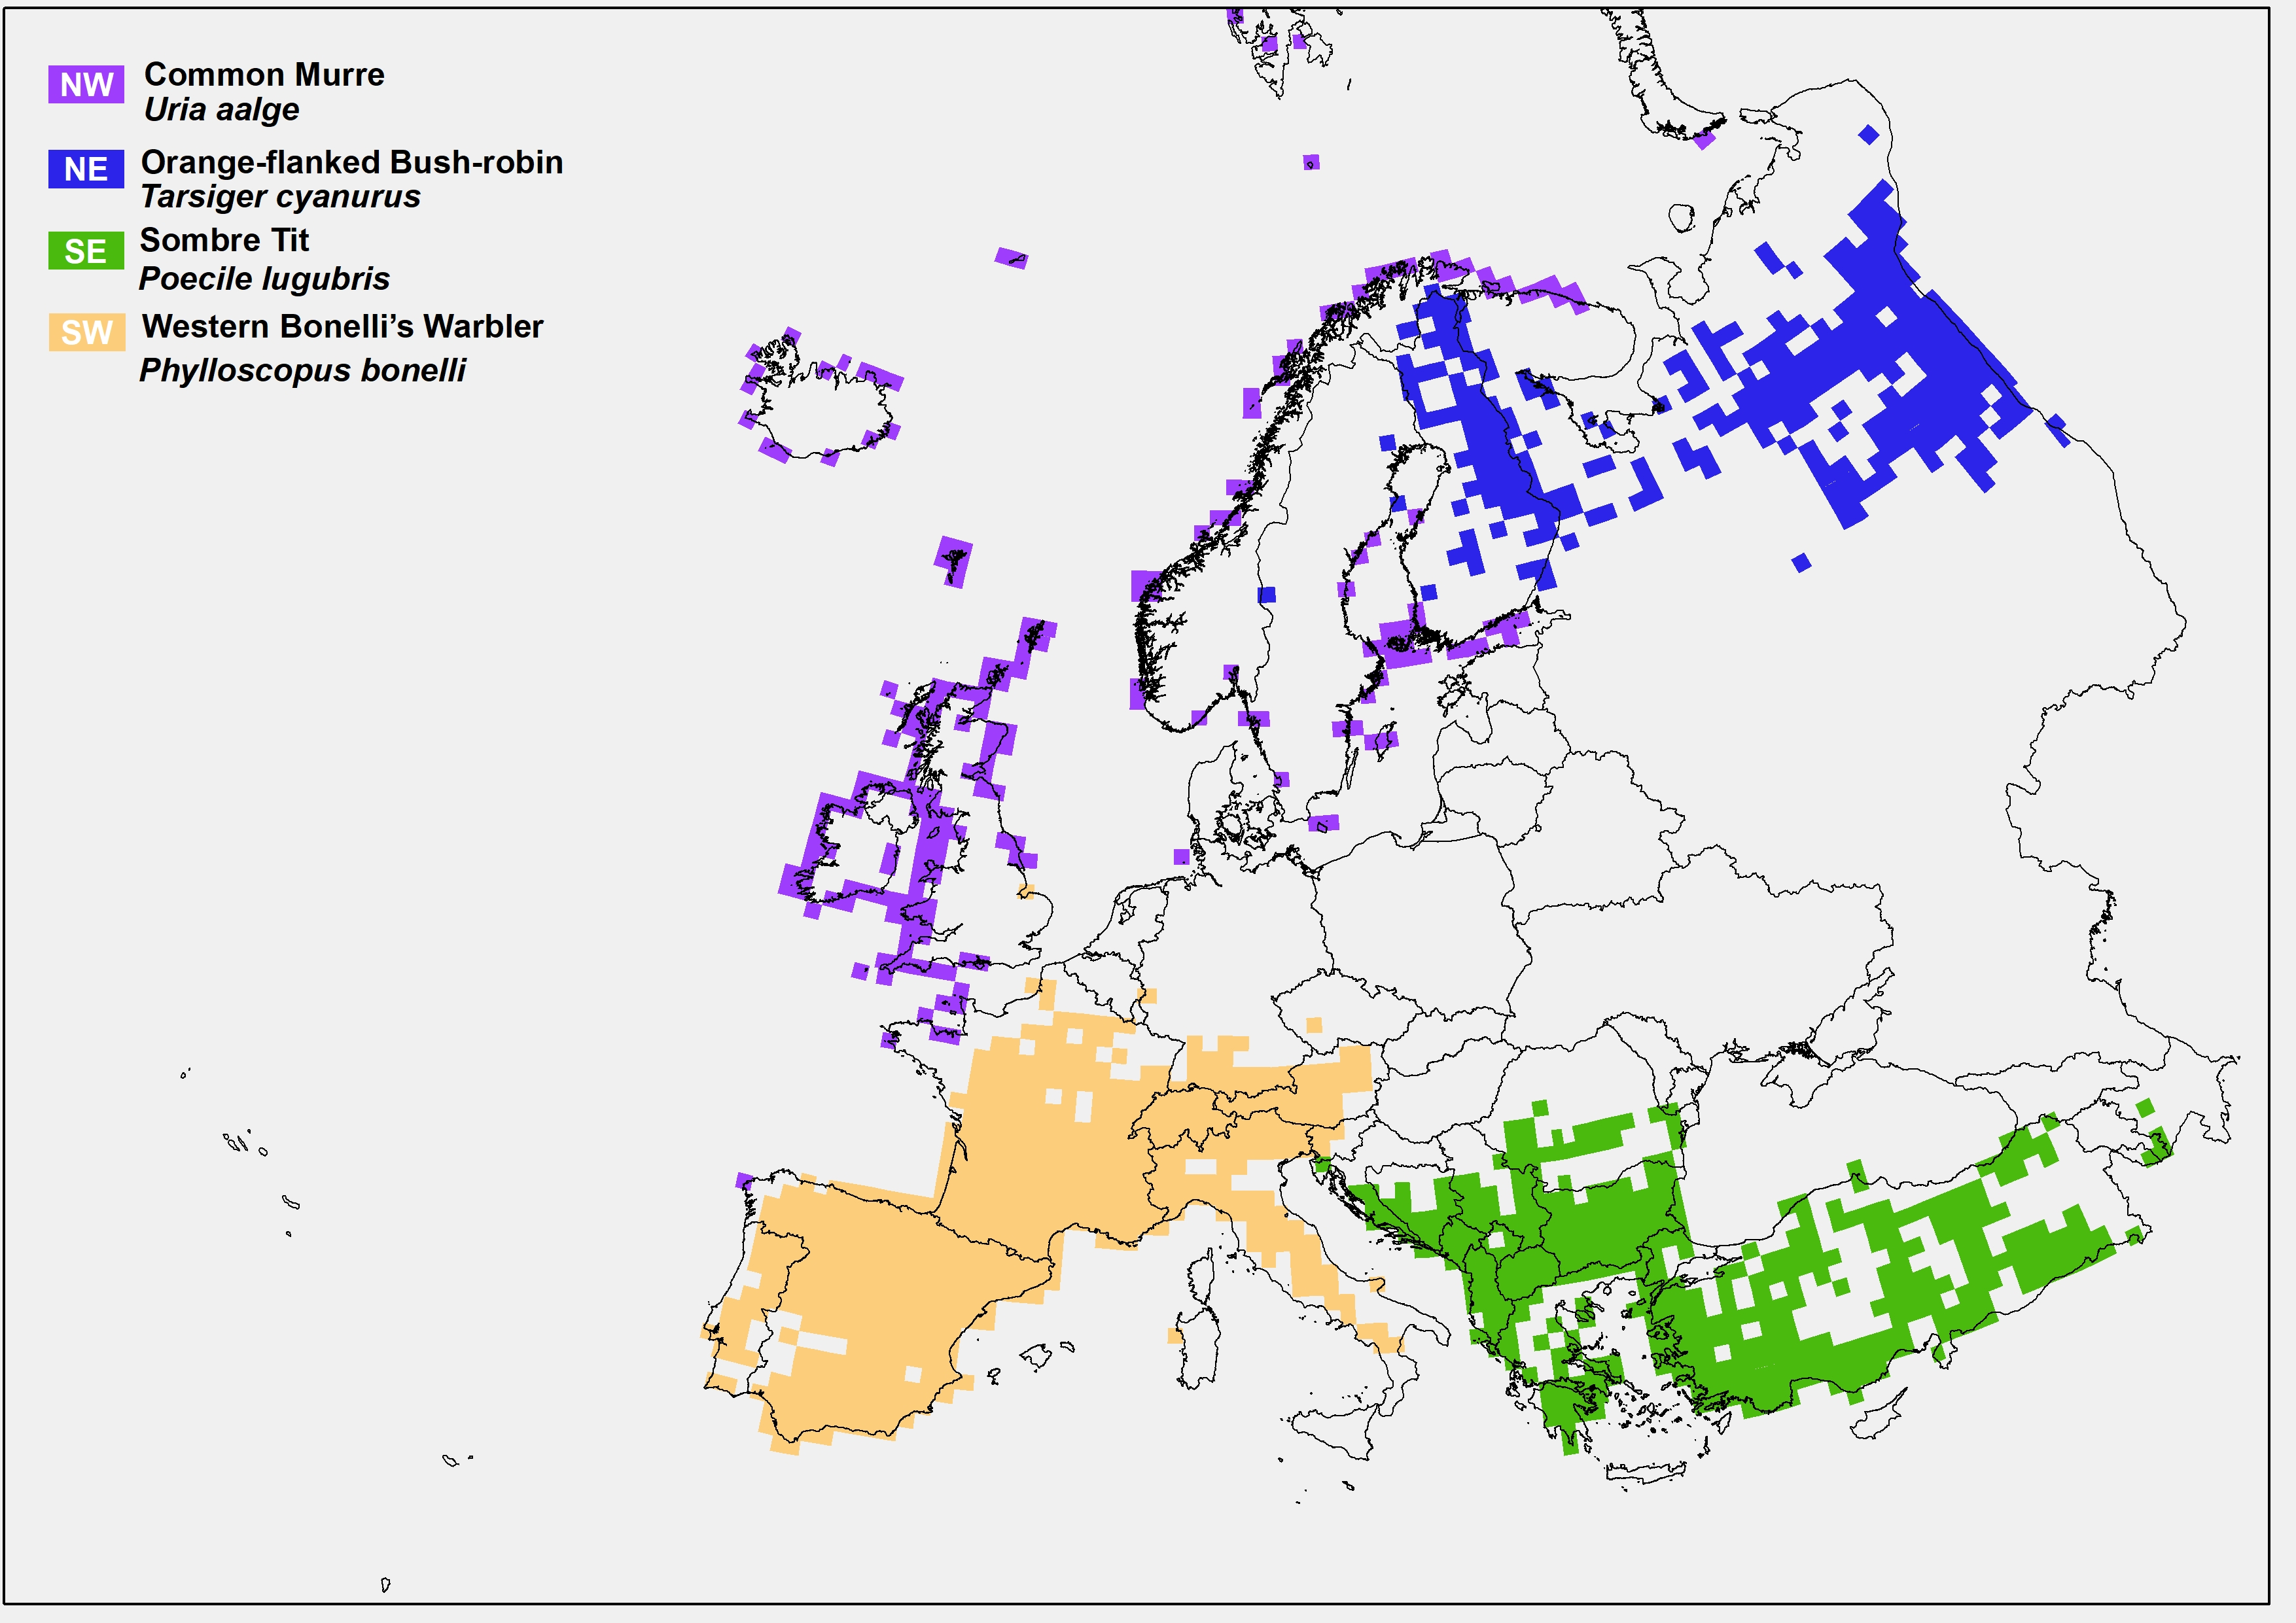 NW Common Murre
Uria aalge
NE Orange-flanked Bush-robin
Tarsiger cyanurus
SE Sombre Tit
Poecile lugubris
SW Western Bonelli’s Warbler
Phylloscopus bonelli